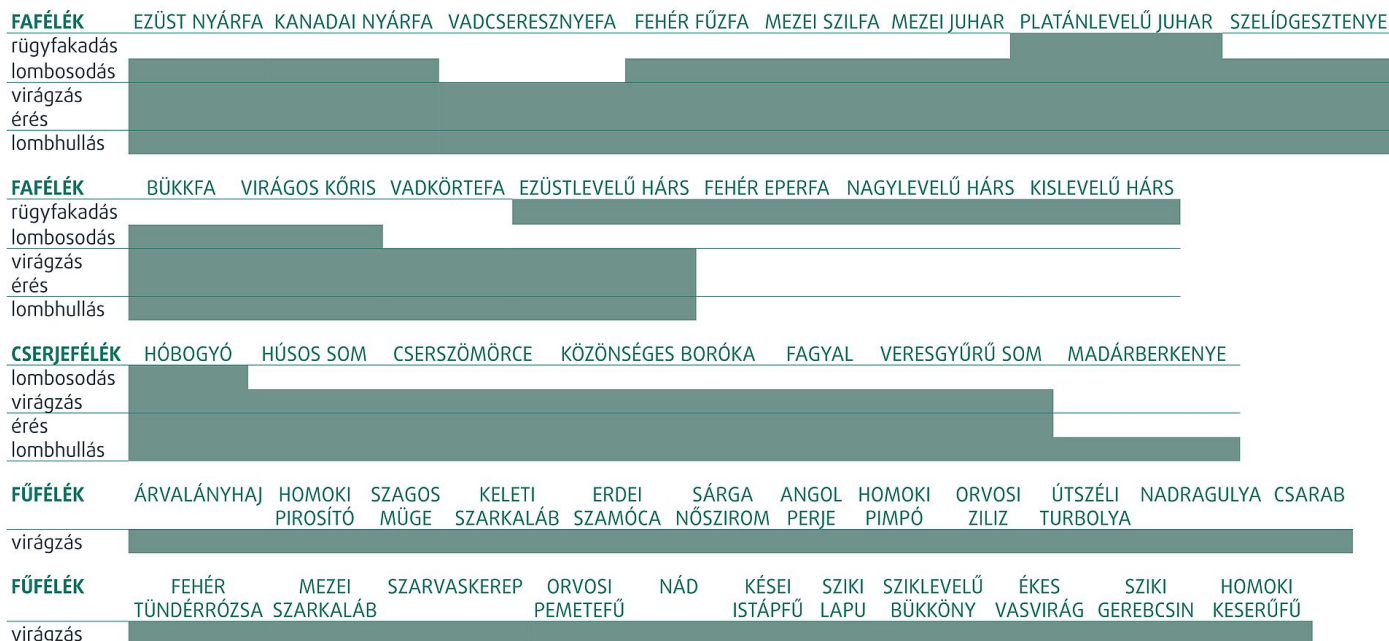 FAFÉLÉK EZÜST NYÁRFA KANADAI NYÁRFA VADCSERESZNYEFA FEHÉR FŰZFA MEZEI SZILFA MEZEI JUHAR PLATÁNLEVELŰ JUHAR SZELÍDGESZTENYE
rügyfakadás
lombosodás
virágzás
érés
lombhullás
FAFÉLÉK BÜKKFA VIRÁGOS KŐRIS VADKÖRTEFA EZÜSTLEVELŰ HÁRS FEHÉR EPERFA NAGYLEVELŰ HÁRS KISLEVELŰ HÁRS
rügyfakadás
lombosodás
virágzás
érés
lombhullás
CSERJEFÉLÉK HÓBOGYÓ HÚSOS SOM CSERSZÖMÖRCE KÖZÖNSÉGES BORÓKA FAGYAL VERESGYŰRŰ SOM MADÁRBERKENYE
lombosodás
virágzás
érés
lombhullás
FŰFÉLÉK ÁRVALÁNYHAJ HOMOKI SZAGOS KELETI ERDEI SÁRGA ANGOL HOMOKI ORVOSI ÚTSZÉLI NADRAGULYA CSARAB
PIROSÍTÓ MÜGE SZARKALÁB SZAMÓCA NŐSZIROM PERJE PIMPÓ ZILIZ TURBOLYA
virágzás
FŰFÉLÉK FEHÉR MEZEI SZARVASKEREP ORVOSI NÁD KÉSEI SZIKI SZIKLEVELŰ ÉKES SZIKI HOMOKI
TÜNDÉRRÓZSA SZARKALÁB PEMETEFŰ ISTÁPFŰ LAPU BÜKKÖNY VASVIRÁG GEREBCSIN KESERŰFŰ
virágzás